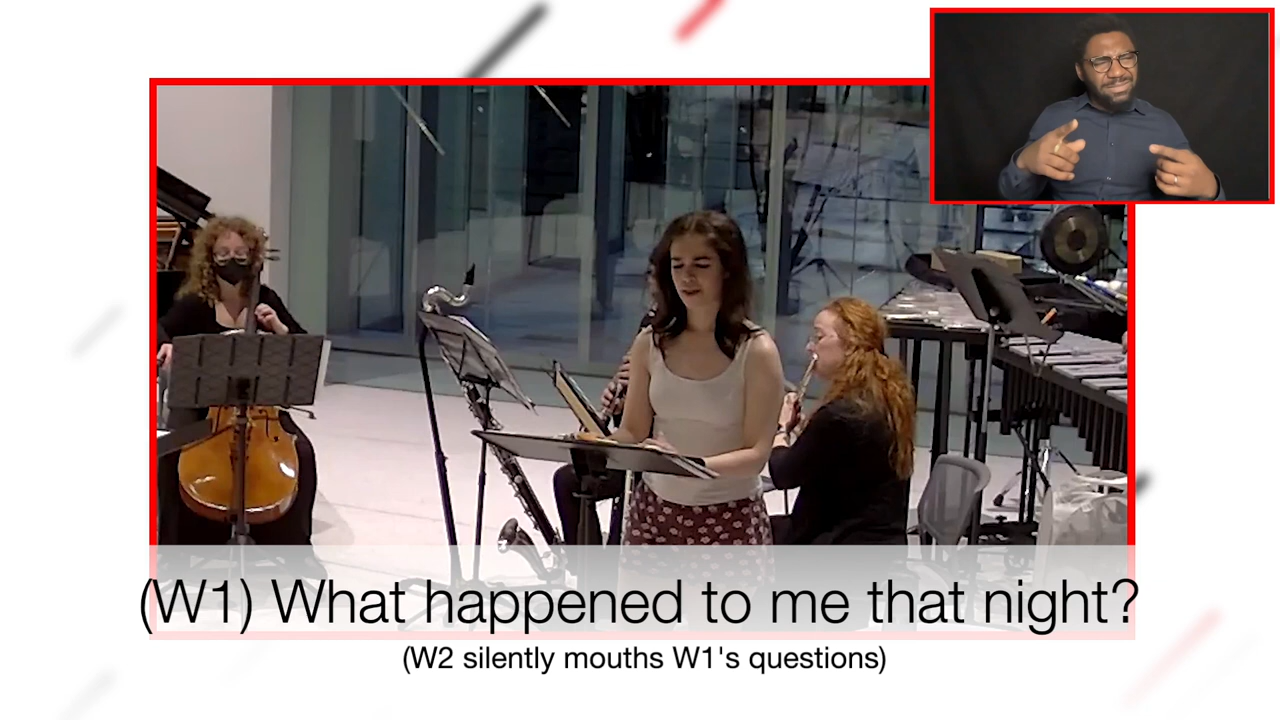 (W1) What happened to me that night?
(W2 silently mouths W1's questions)